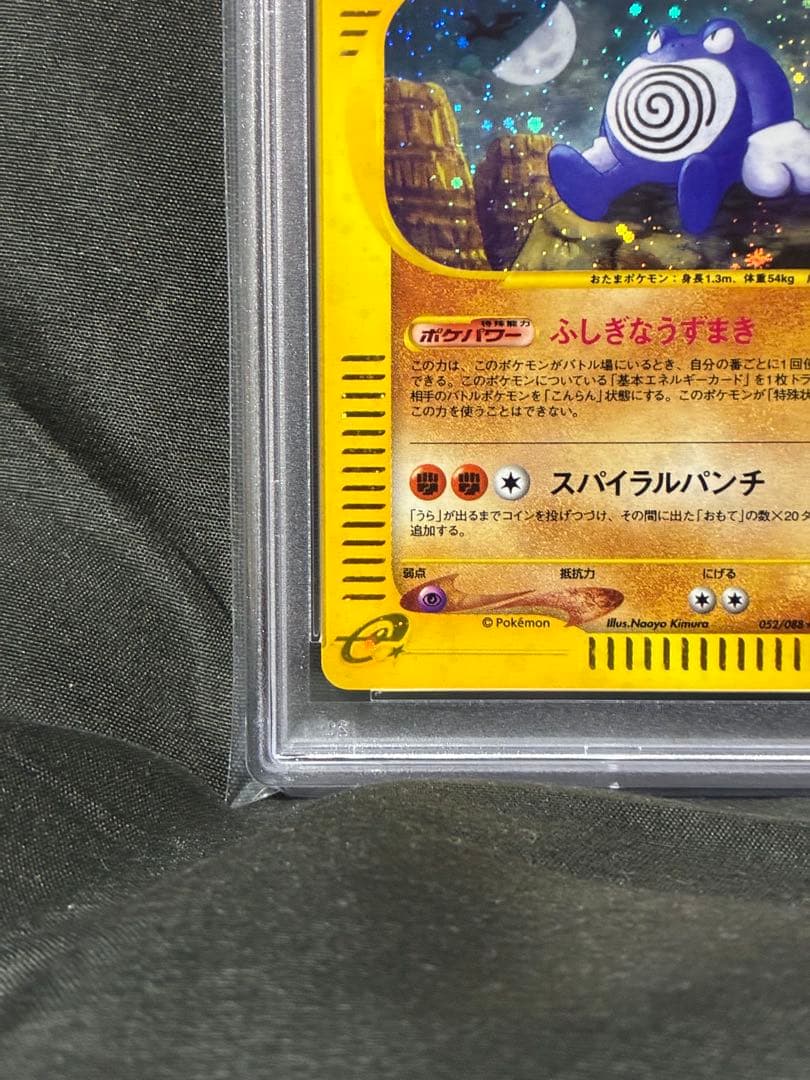 おたまポケモン：身長1.3m、体重54kg
特殊能力
ポケパワー ふしぎなうずまき
この力は、このポケモンがバトル場にいるとき、自分の番ごとに1回使
できる。このポケモンについている「基本エネルギーカード」を1枚トラ
相手のバトルポケモンを「こんらん」状態にする。このポケモンが「特殊状
この力を使うことはできない。
スパイラルパンチ
「うら」が出るまでコインを投げつづけ、その間に出た「おもて」の数×20ダ
追加する。
弱点 抵抗力 にげる
©Pokémon Illus.Naoyo Kimura 052/088
e